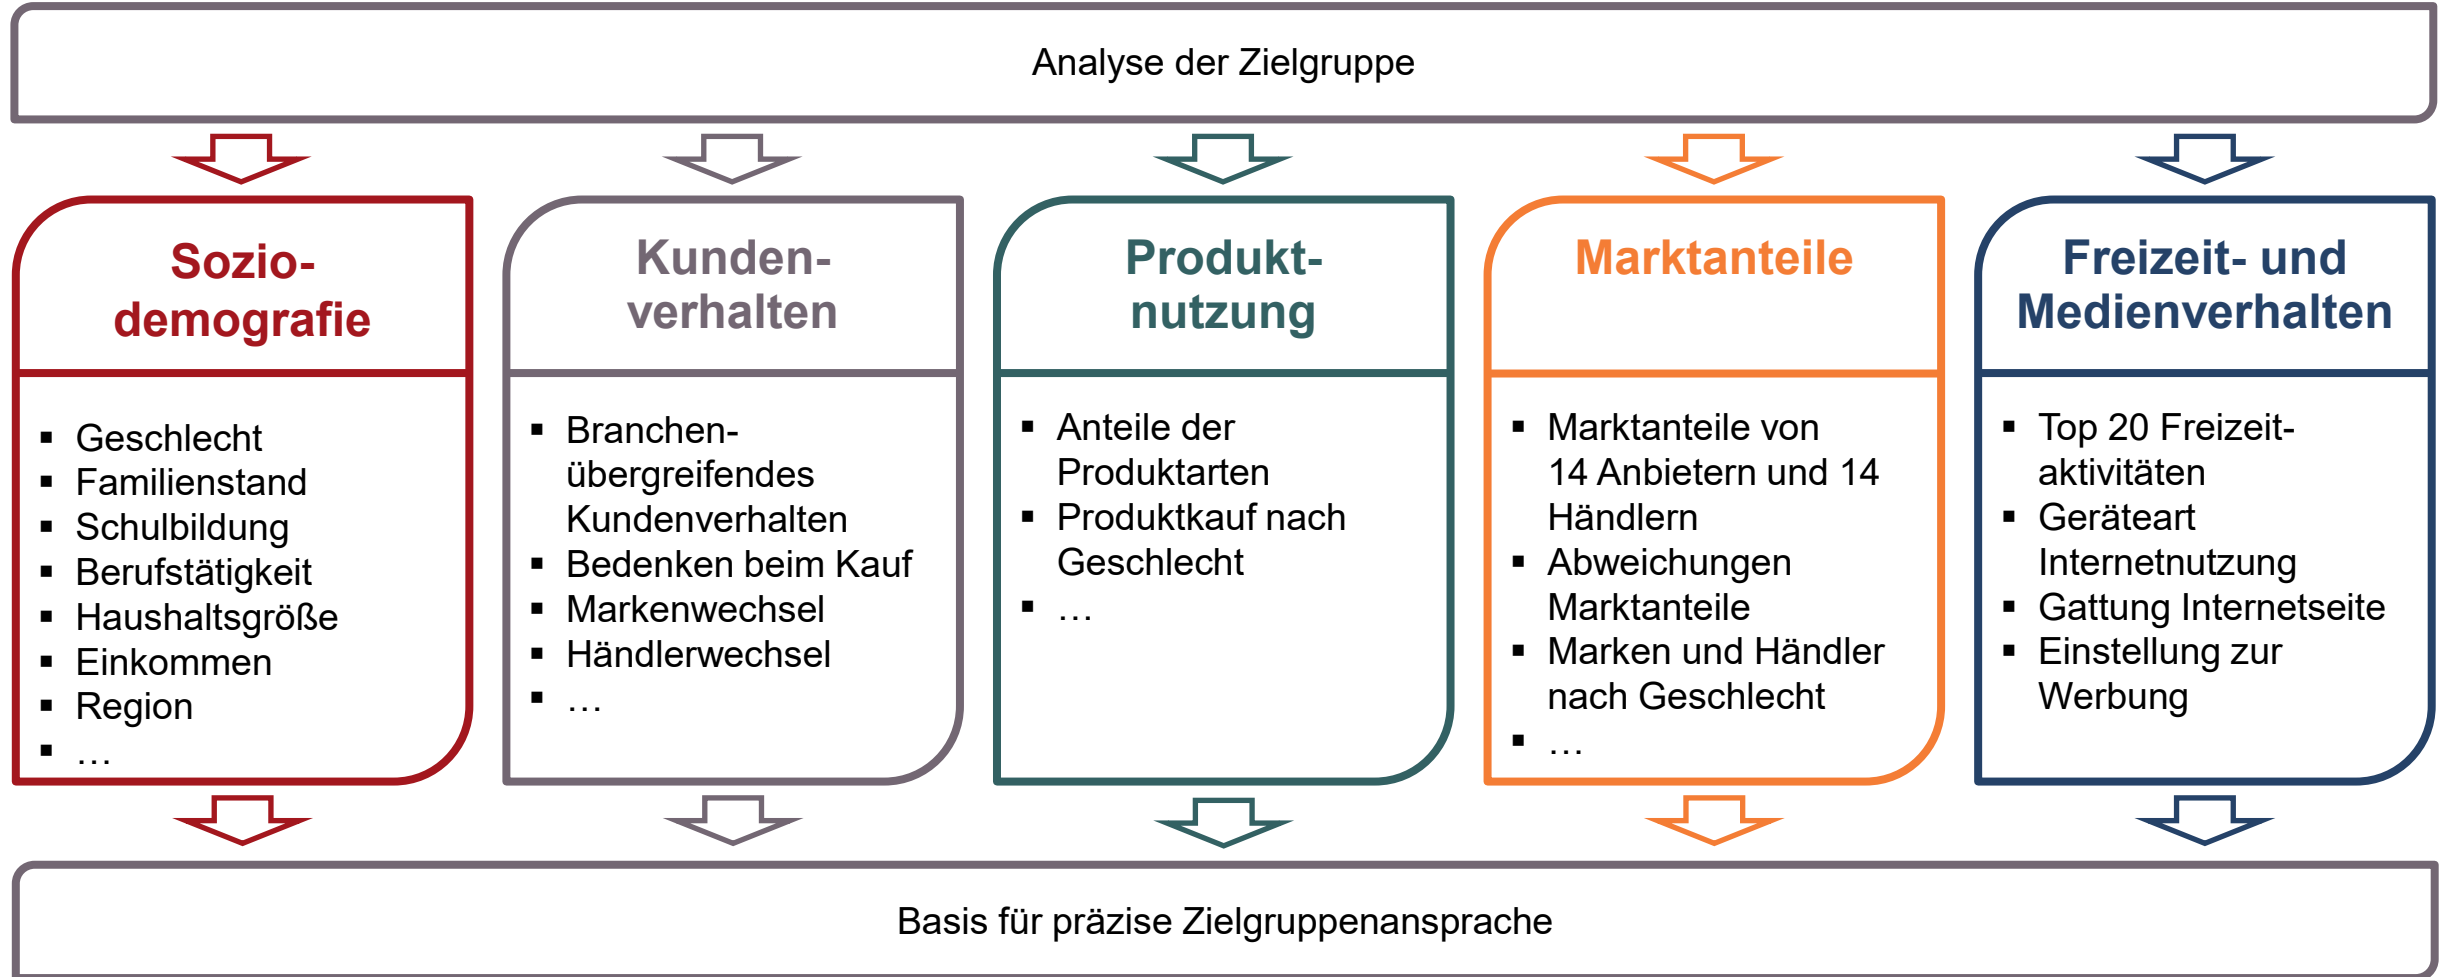 Analyse der Zielgruppe
Sozio-
demografie
▪ Geschlecht
▪ Familienstand
▪ Schulbildung
▪ Berufstätigkeit
▪ Haushaltsgröße
▪ Einkommen
▪ Region
▪ …
Kunden-
verhalten
▪ Branchen-
übergreifendes
Kundenverhalten
▪ Bedenken beim Kauf
▪ Markenwechsel
▪ Händlerwechsel
▪ …
Produkt-
nutzung
▪ Anteile der
Produktarten
▪ Produktkauf nach
Geschlecht
▪ …
Marktanteile
▪ Marktanteile von
14 Anbietern und 14
Händlern
▪ Abweichungen
Marktanteile
▪ Marken und Händler
nach Geschlecht
▪ …
Freizeit- und
Medienverhalten
▪ Top 20 Freizeit-
aktivitäten
▪ Geräteart
Internetnutzung
▪ Gattung Internetseite
▪ Einstellung zur
Werbung
Basis für präzise Zielgruppenansprache